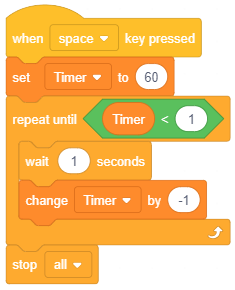 when space key pressed
set Timer to 60
repeat until Timer < 1
wait 1 seconds
change Timer by -1
stop all